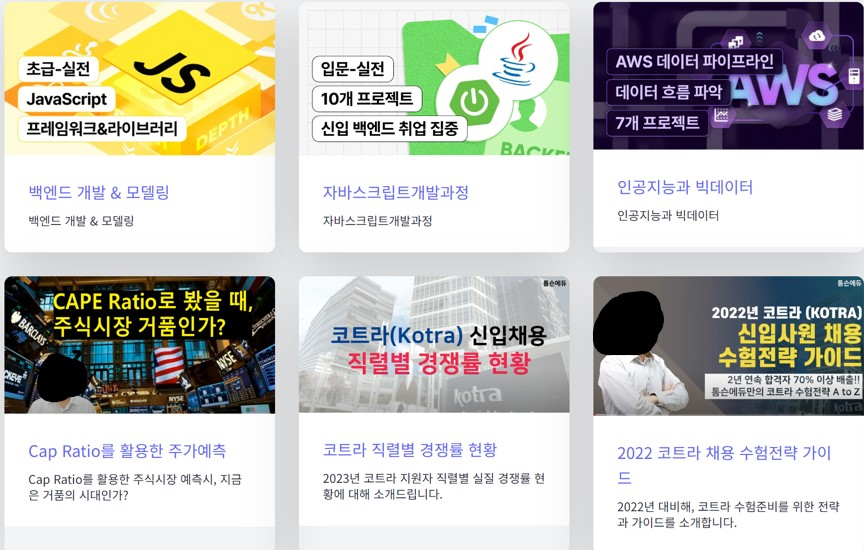 초급-실전
JavaScript
프레임워크&라이브러리
JS
DEPTH
백엔드 개발 & 모델링
백엔드 개발 & 모델링
입문-실전
10개 프로젝트
신입 백엔드 취업 집중
자바스크립트개발과정
자바스크립트개발과정
AWS 데이터 파이프라인
데이터 흐름 파악
7개 프로젝트
AWS
인공지능과 빅데이터
인공지능과 빅데이터
CAPE Ratio로 봤을 때,
주식시장 거품인가?
BARCLAYS
NYSE
NYSE
Cap Ratio를 활용한 주가예측
Cap Ratio를 활용한 주식시장 예측시, 지금
은 거품의 시대인가?
톰슨에듀
코트라(Kotra) 신입채용
직렬별 경쟁률 현황
kotra
코트라 직렬별 경쟁률 현황
2023년 코트라 지원자 직렬별 실질 경쟁률 현
황에 대해 소개드립니다.
톰슨에듀
2022년 코트라 (KOTRA)
신입사원 채용
수험전략 가이드
2년 연속 합격자 70% 이상 배출!!
톰슨에듀만의 코트라 수험전략 A to Z
2022 코트라 채용 수험전략 가이
드
2022년 대비해, 코트라 수험준비를 위한 전략
과 가이드를 소개합니다.